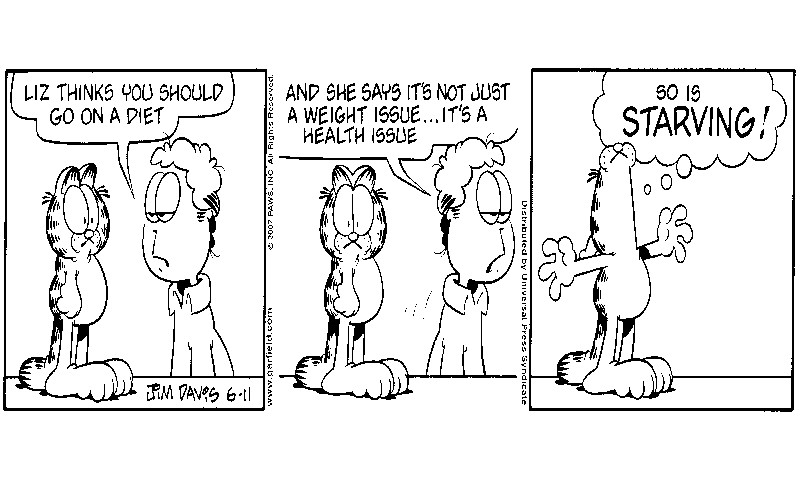 LIZ THINKS YOU SHOULD
GO ON A DIET
JIM DAVIS 6-11
www.garfield.com
© 2007 PAWS, INC. All Rights Reserved.
AND SHE SAYS IT'S NOT JUST
A WEIGHT ISSUE...IT'S A
HEALTH ISSUE
Distributed by Universal Press Syndicate
SO IS
STARVING!